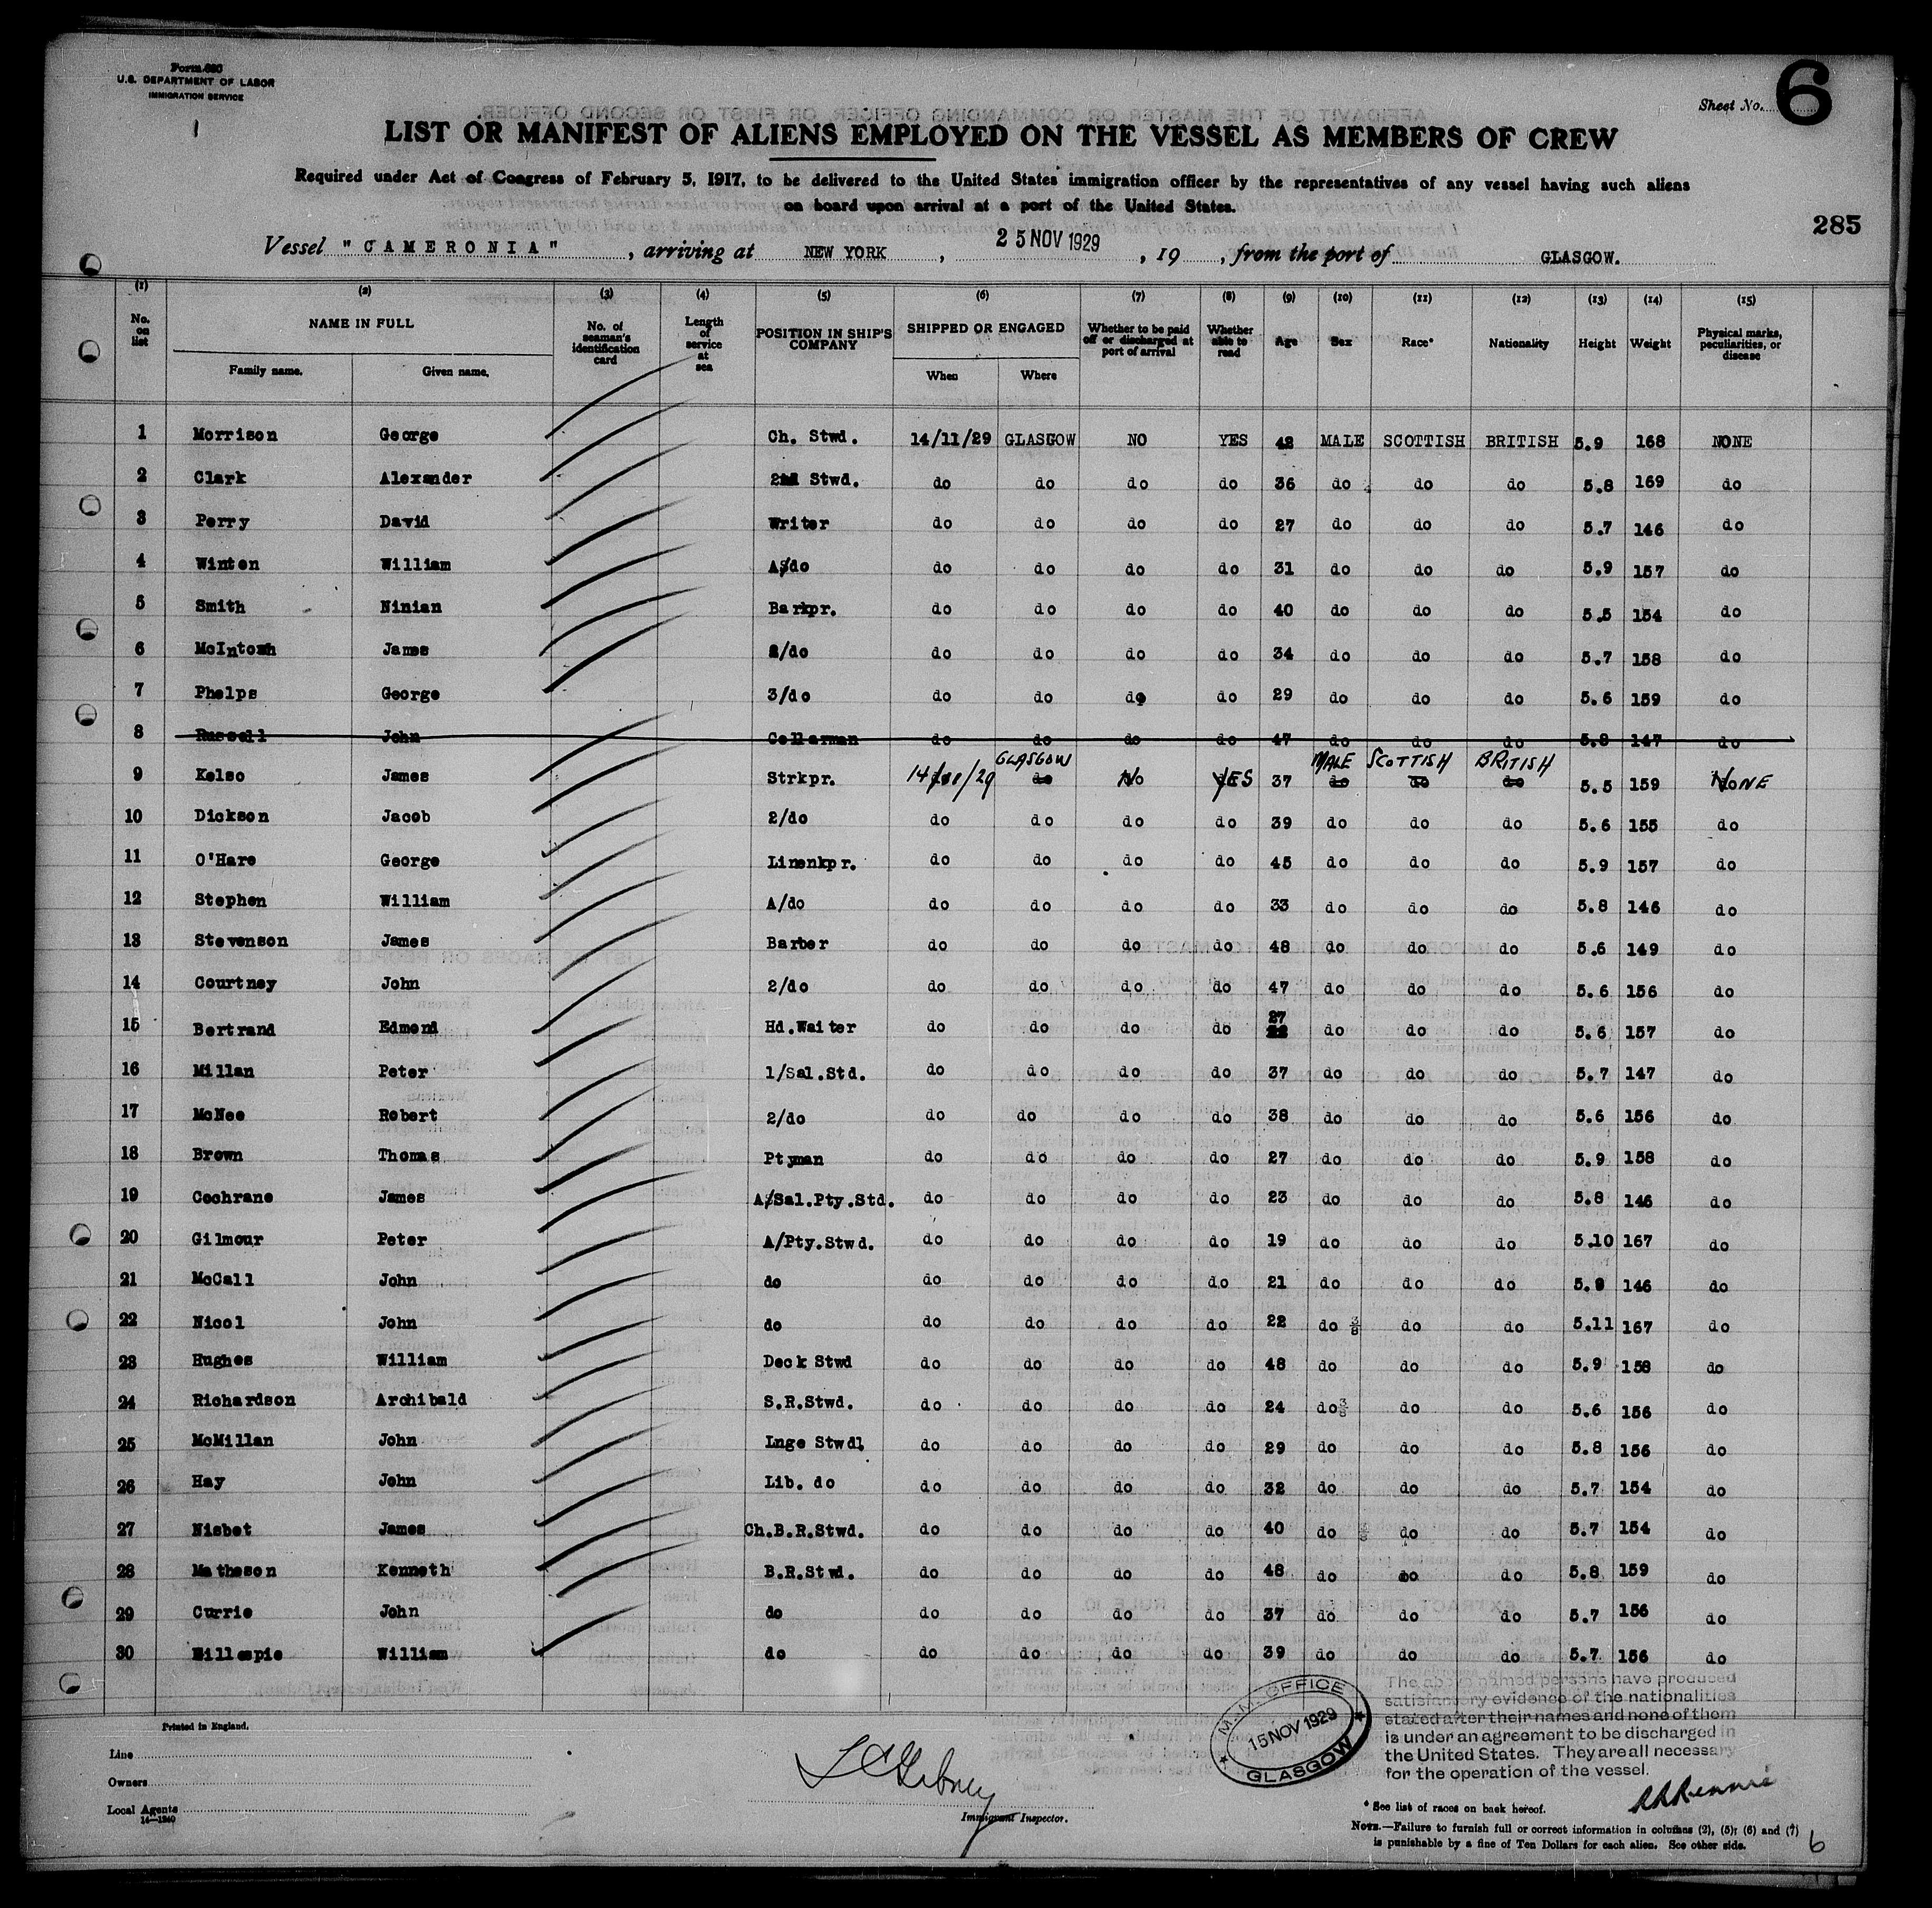 Form 680
U.S. DEPARTMENT OF LABOR
IMMIGRATION SERVICE
Sheet No. 6
LIST OR MANIFEST OF ALIENS EMPLOYED ON THE VESSEL AS MEMBERS OF CREW
Required under Act of Congress of February 5, 1917, to be delivered to the United States immigration officer by the representatives of any vessel having such aliens
on board upon arrival at a port of the United States.
285
Vessel "CAMERONIA", arriving at NEW YORK, 25 NOV 1929, 19, from the port of GLASGOW.
(1) (2) (3) (4) (5) (6) (7) (8) (9) (10) (11) (12) (13) (14) (15)
No. on list NAME IN FULL No. of seaman's identification card Length of service at sea POSITION IN SHIP'S COMPANY SHIPPED OR ENGAGED Whether to be paid off or discharged at port of arrival Whether able to read Age Sex Race* Nationality Height Weight Physical marks, peculiarities, or disease
Family name. Given name. When Where
1 Morrison George Ch. Stwd. 14/11/29 GLASGOW NO YES 42 MALE SCOTTISH BRITISH 5.9 168 NONE
2 Clark Alexander 2nd Stwd. do do do do 36 do do do 5.8 169 do
3 Perry David Writer do do do do 27 do do do 5.7 146 do
4 Winten William A/do do do do do 31 do do do 5.9 157 do
5 Smith Ninian Barkpr. do do do do 40 do do do 5.5 154 do
6 McIntosh James 2/do do do do do 34 do do do 5.7 158 do
7 Phelps George 3/do do do do do 29 do do do 5.6 159 do
8 Russell John Cellarman do do do do 47 do do do 5.8 147 do
9 Kelso James Strkpr. 14/11/29 GLASGOW No YES 37 MALE SCOTTISH BRITISH 5.5 159 NONE
10 Dickson Jacob 2/do do do do do 39 do do do 5.6 155 do
11 O'Hare George Linenkpr. do do do do 45 do do do 5.9 157 do
12 Stephen William A/do do do do do 33 do do do 5.8 146 do
13 Stevenson James Barber do do do do 48 do do do 5.6 149 do
14 Courtney John 2/do do do do do 47 do do do 5.6 156 do
15 Bertrand Edmond Hd.Waiter do do do do 27 do do do 5.6 157 do
16 Millan Peter 1/Sal.Std. do do do do 37 do do do 5.7 147 do
17 McNee Robert 2/do do do do do 38 do do do 5.6 156 do
18 Brown Thomas Ptyman do do do do 27 do do do 5.9 158 do
19 Cochrane James A/Sal.Pty.Std. do do do do 23 do do do 5.8 146 do
20 Gilmour Peter A/Pty.Stwd. do do do do 19 do do do 5.10 167 do
21 McCall John do do do do do 21 do do do 5.9 146 do
22 Nicol John do do do do do 22 do do do 5.11 167 do
23 Hughes William Deck Stwd do do do do 48 do do do 5.9 158 do
24 Richardson Archibald S.R.Stwd. do do do do 24 do do do 5.6 156 do
25 McMillan John Lnge Stwd. do do do do 29 do do do 5.8 156 do
26 Hay John Lib. do do do do do 32 do do do 5.7 154 do
27 Nisbet James Ch.B.R.Stwd. do do do do 40 do do do 5.7 154 do
28 Matheson Kenneth B.R.Stwd. do do do do 48 do do do 5.8 159 do
29 Currie John do do do do do 37 do do do 5.7 156 do
30 William do do do do do 39 do do do 5.7 156 do
M.M. OFFICE
15 NOV 1929
GLASGOW
The above named persons have produced
satisfactory evidence of the nationalities
stated after their names and none of them
is under an agreement to be discharged in
the United States. They are all necessary
for the operation of the vessel.
Printed in England.
Line
Owners
Local Agents
14—1240
Immigrant Inspector.
* See list of races on back hereof.
NOTE.—Failure to furnish full or correct information in columns (2), (5), (6) and (7)
is punishable by a fine of Ten Dollars for each alien. See other side.
6